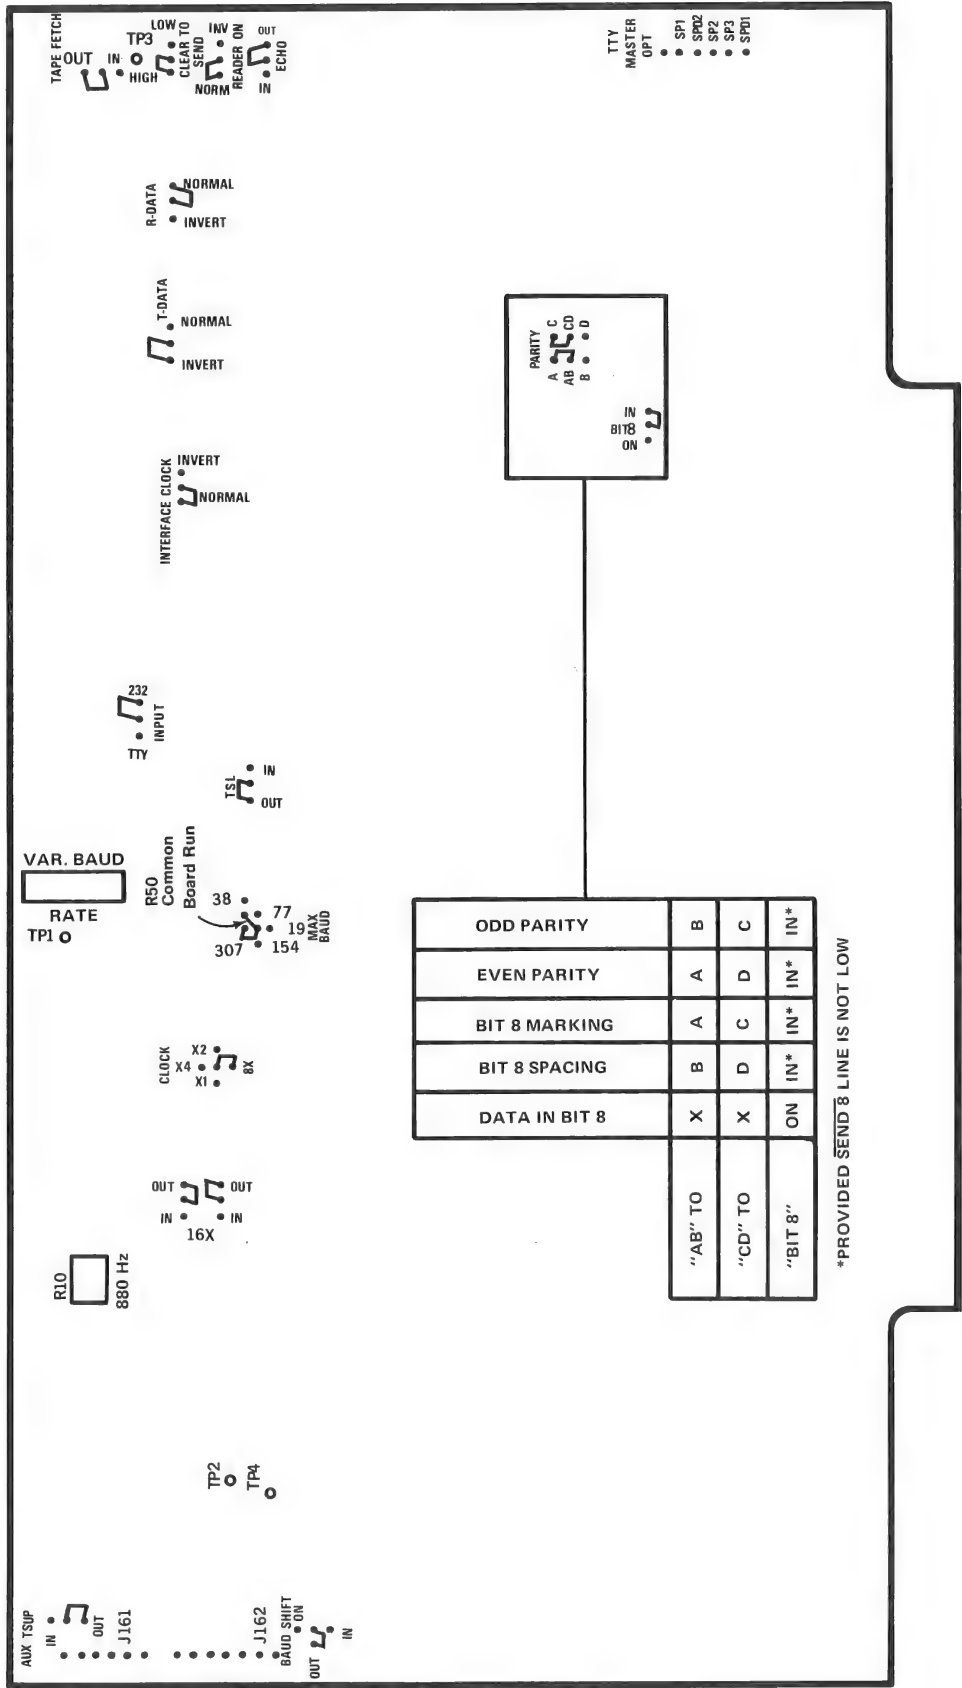 TAPE FETCH
OUT
IN
TP3
HIGH
LOW
CLEAR TO
SEND
NORM
INV
READER ON
OUT
ECHO
IN
TTY
MASTER
OPT
SP1
SPD2
SP2
SP3
SPD1
R-DATA
NORMAL
INVERT
T-DATA
NORMAL
INVERT
PARITY
A
AB
B
C
CD
D
IN
BIT8
ON
INTERFACE CLOCK
INVERT
NORMAL
232
TTY
INPUT
TSL
IN
OUT
VAR. BAUD
RATE
TP1
R50
Common
Board Run
38
77
19
154
307
MAX
BAUD
CLOCK
X2
X4
X1
8X
OUT
IN
OUT
IN
16X
R10
880 Hz
ODD PARITY B C IN*
EVEN PARITY A D IN*
BIT 8 MARKING A C IN*
BIT 8 SPACING B D IN*
DATA IN BIT 8 X X ON
"AB" TO
"CD" TO
"BIT 8"
*PROVIDED SEND 8 LINE IS NOT LOW
TP2
TP4
AUX TSUP
IN
OUT
J161
J162
BAUD SHIFT
ON
OUT
IN